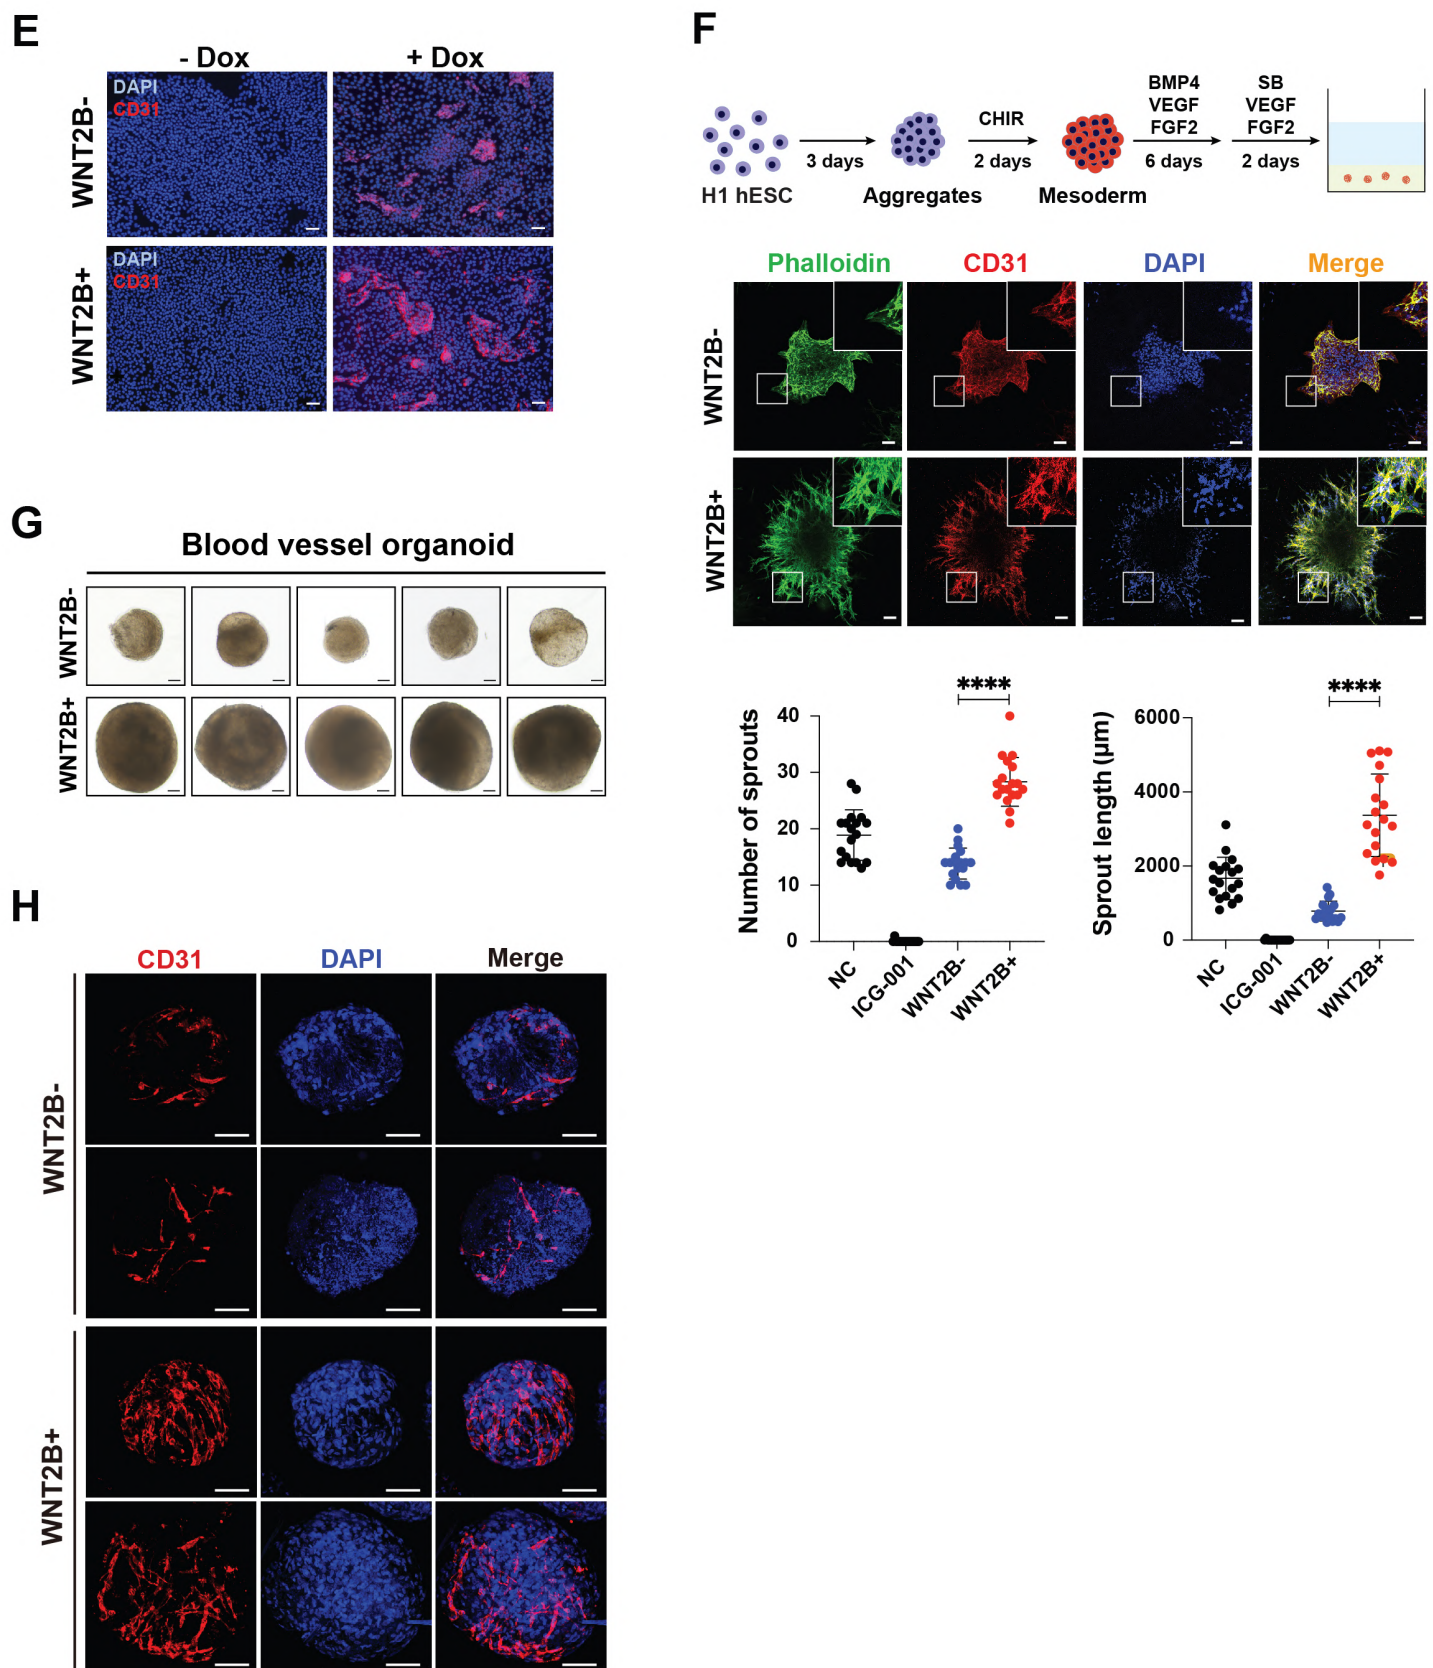 E
- Dox
+ Dox
WNT2B-
DAPI
CD31
WNT2B+
DAPI
CD31
F
H1 hESC
3 days
Aggregates
CHIR
2 days
Mesoderm
BMP4
VEGF
FGF2
6 days
SB
VEGF
FGF2
2 days
Phalloidin
CD31
DAPI
Merge
WNT2B-
WNT2B+
Number of sprouts
40
30
20
10
0
****
NC
ICG-001
WNT2B-
WNT2B+
Sprout length (μm)
6000
4000
2000
0
****
NC
ICG-001
WNT2B-
WNT2B+
G
Blood vessel organoid
WNT2B-
WNT2B+
H
CD31
DAPI
Merge
WNT2B-
WNT2B+